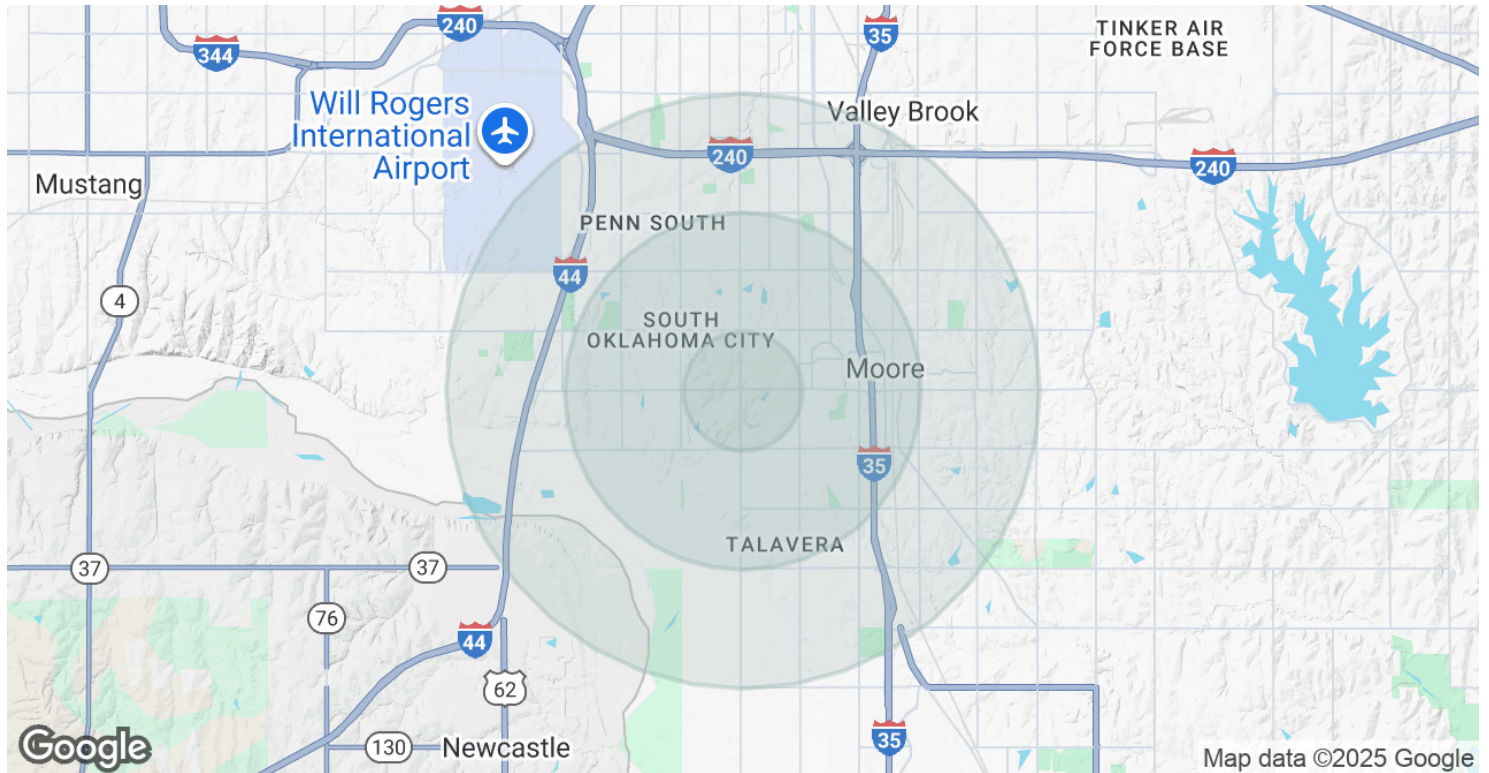 240
35
TINKER AIR
FORCE BASE
344
Will Rogers
International
Airport
Valley Brook
240
240
Mustang
PENN SOUTH
44
4
SOUTH
OKLAHOMA CITY
Moore
35
TALAVERA
37
37
76
44
62
35
Google
130
Newcastle
Map data ©2025 Google